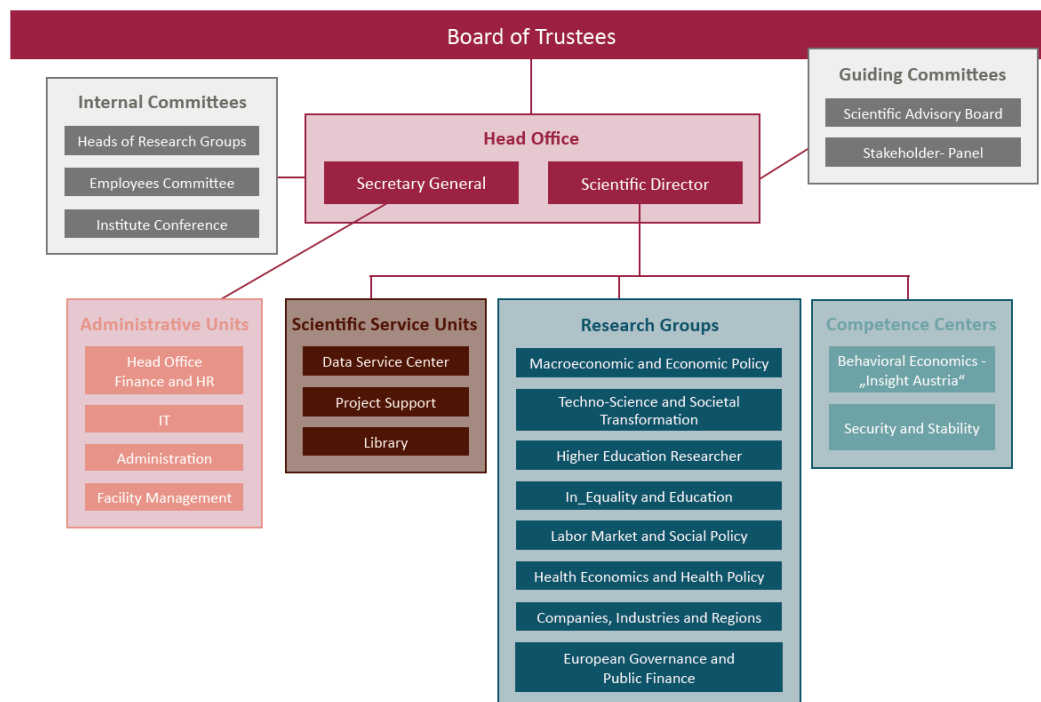 Board of Trustees
Internal Committees
Heads of Research Groups
Employees Committee
Institute Conference
Head Office
Secretary General
Scientific Director
Guiding Committees
Scientific Advisory Board
Stakeholder- Panel
Administrative Units
Head Office
Finance and HR
IT
Administration
Facility Management
Scientific Service Units
Data Service Center
Project Support
Library
Research Groups
Macroeconomic and Economic Policy
Techno-Science and Societal
Transformation
Higher Education Researcher
In_Equality and Education
Labor Market and Social Policy
Health Economics and Health Policy
Companies, Industries and Regions
European Governance and
Public Finance
Competence Centers
Behavioral Economics -
„Insight Austria“
Security and Stability